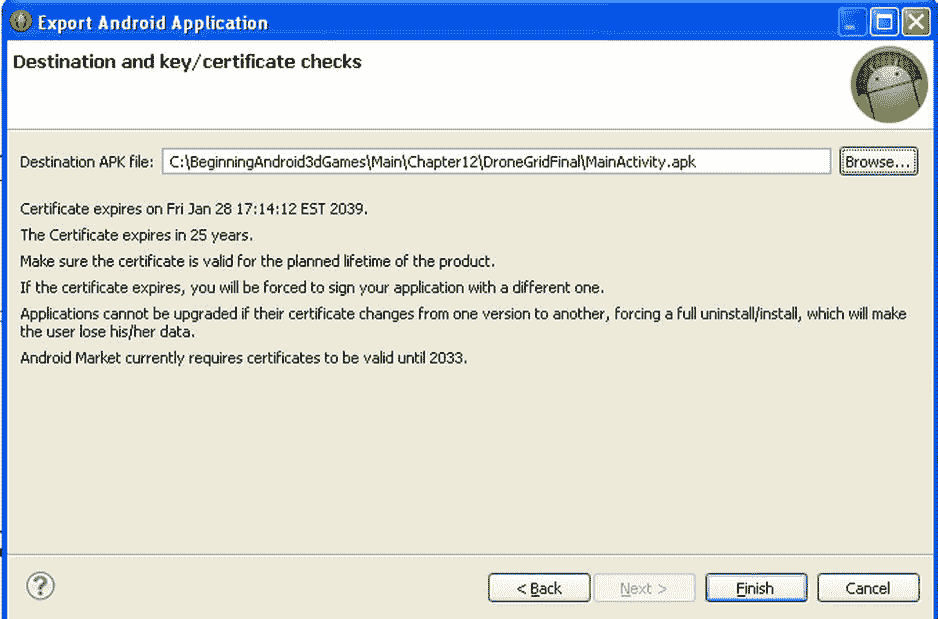 Export Android Application
Destination and key/certificate checks
Destination APK file: C:\BeginningAndroid3dGames\Main\Chapter12\DroneGridFinal\MainActivity.apk Browse...
Certificate expires on Fri Jan 28 17:14:12 EST 2039.
The Certificate expires in 25 years.
Make sure the certificate is valid for the planned lifetime of the product.
If the certificate expires, you will be forced to sign your application with a different one.
Applications cannot be upgraded if their certificate changes from one version to another, forcing a full uninstall/install, which will make
the user lose his/her data.
Android Market currently requires certificates to be valid until 2033.
? < Back Next > Finish Cancel